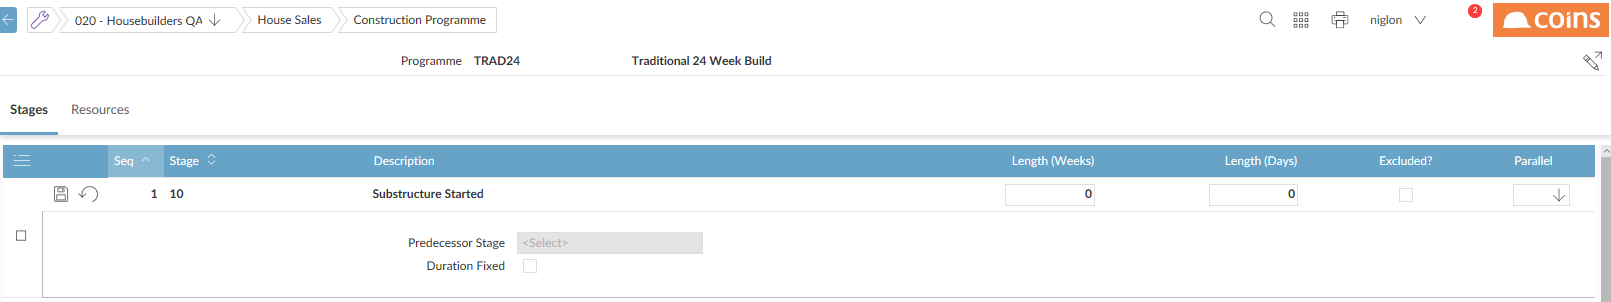 020 - Housebuilders QA House Sales Construction Programme niglon 2 coins
Programme TRAD24 Traditional 24 Week Build
Stages Resources
Seq Stage Description Length (Weeks) Length (Days) Excluded? Parallel
1 10 Substructure Started 0 0
Predecessor Stage <Select>
Duration Fixed